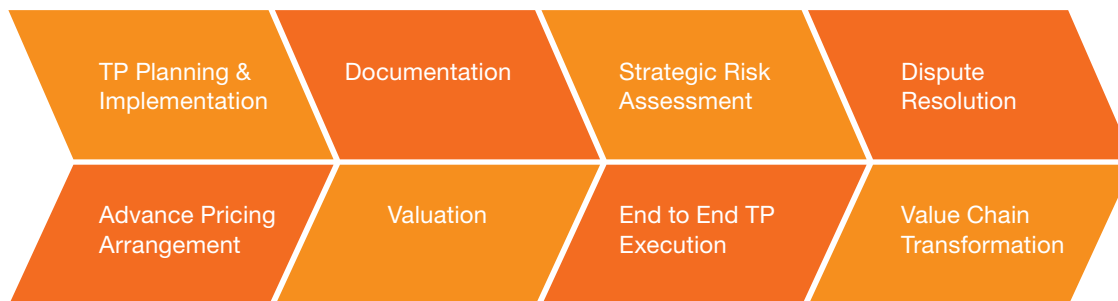 TP Planning &
Implementation
Documentation
Strategic Risk
Assessment
Dispute
Resolution
Advance Pricing
Arrangement
Valuation
End to End TP
Execution
Value Chain
Transformation